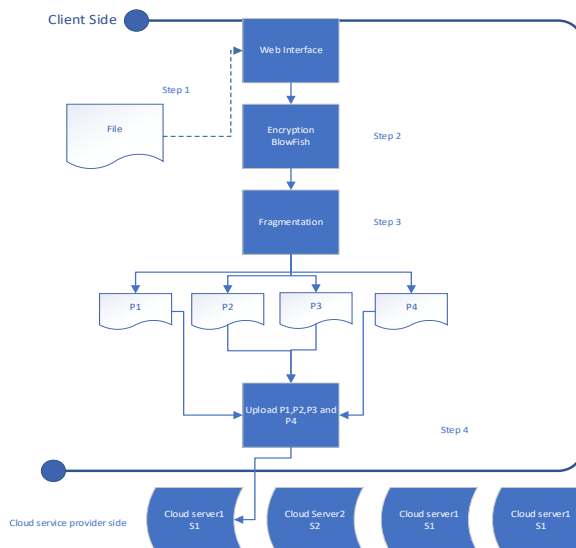 Client Side
Web Interface
Step 1
File
Encryption
BlowFish
Step 2
Fragmentation
Step 3
P1
P2
P3
P4
Upload P1,P2,P3 and
P4
Step 4
Cloud service provider side
Cloud server1
S1
Cloud Server2
S2
Cloud server1
S1
Cloud server1
S1